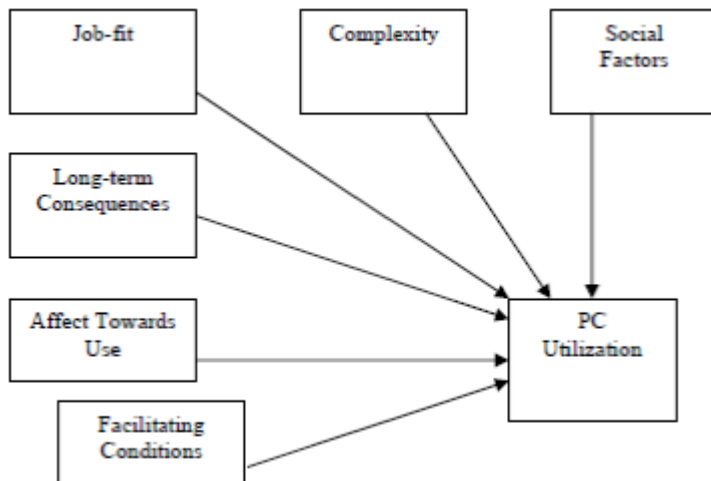 Job-fit
Complexity
Social
Factors
Long-term
Consequences
Affect Towards
Use
PC
Utilization
Facilitating
Conditions